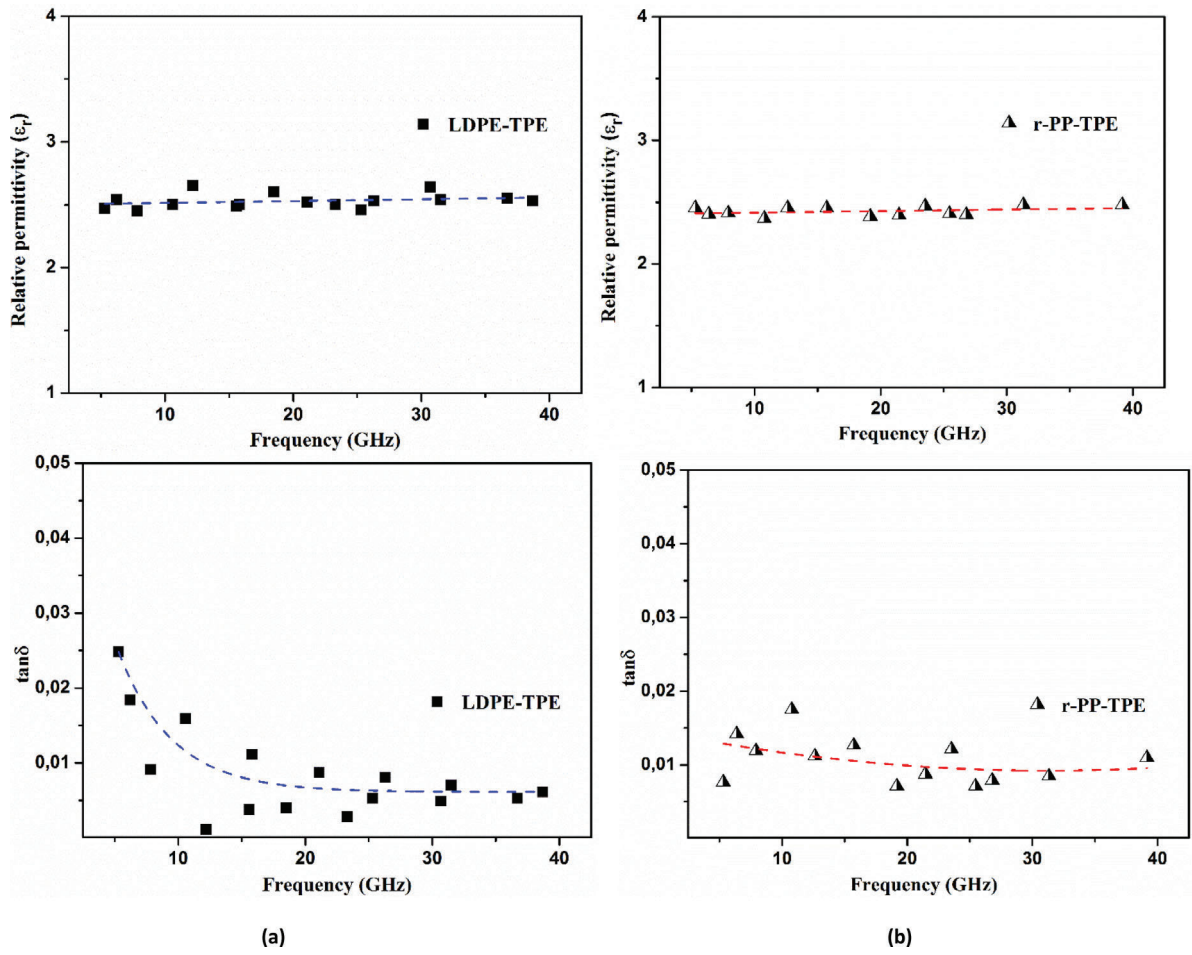 4
3
2
1
Relative permittivity (εr)
LDPE-TPE
10 20 30 40
Frequency (GHz)
4
3
2
1
Relative permittivity (εr)
r-PP-TPE
10 20 30 40
Frequency (GHz)
0,05
0,04
0,03
0,02
0,01
tanδ
LDPE-TPE
10 20 30 40
Frequency (GHz)
0,05
0,04
0,03
0,02
0,01
tanδ
r-PP-TPE
10 20 30 40
Frequency (GHz)
(a)
(b)